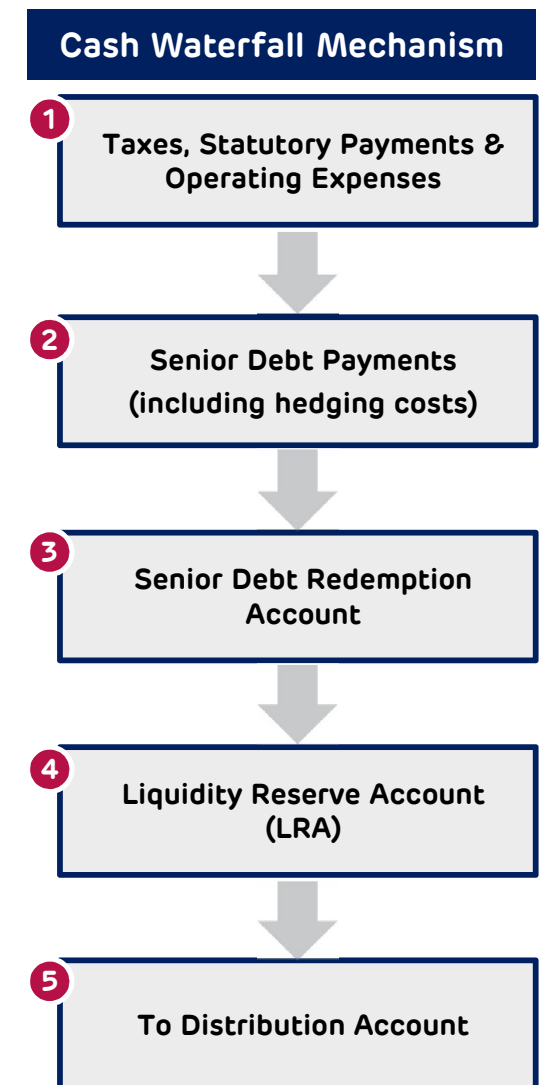 Cash Waterfall Mechanism
1
Taxes, Statutory Payments &
Operating Expenses
2
Senior Debt Payments
(including hedging costs)
3
Senior Debt Redemption
Account
4
Liquidity Reserve Account
(LRA)
5
To Distribution Account